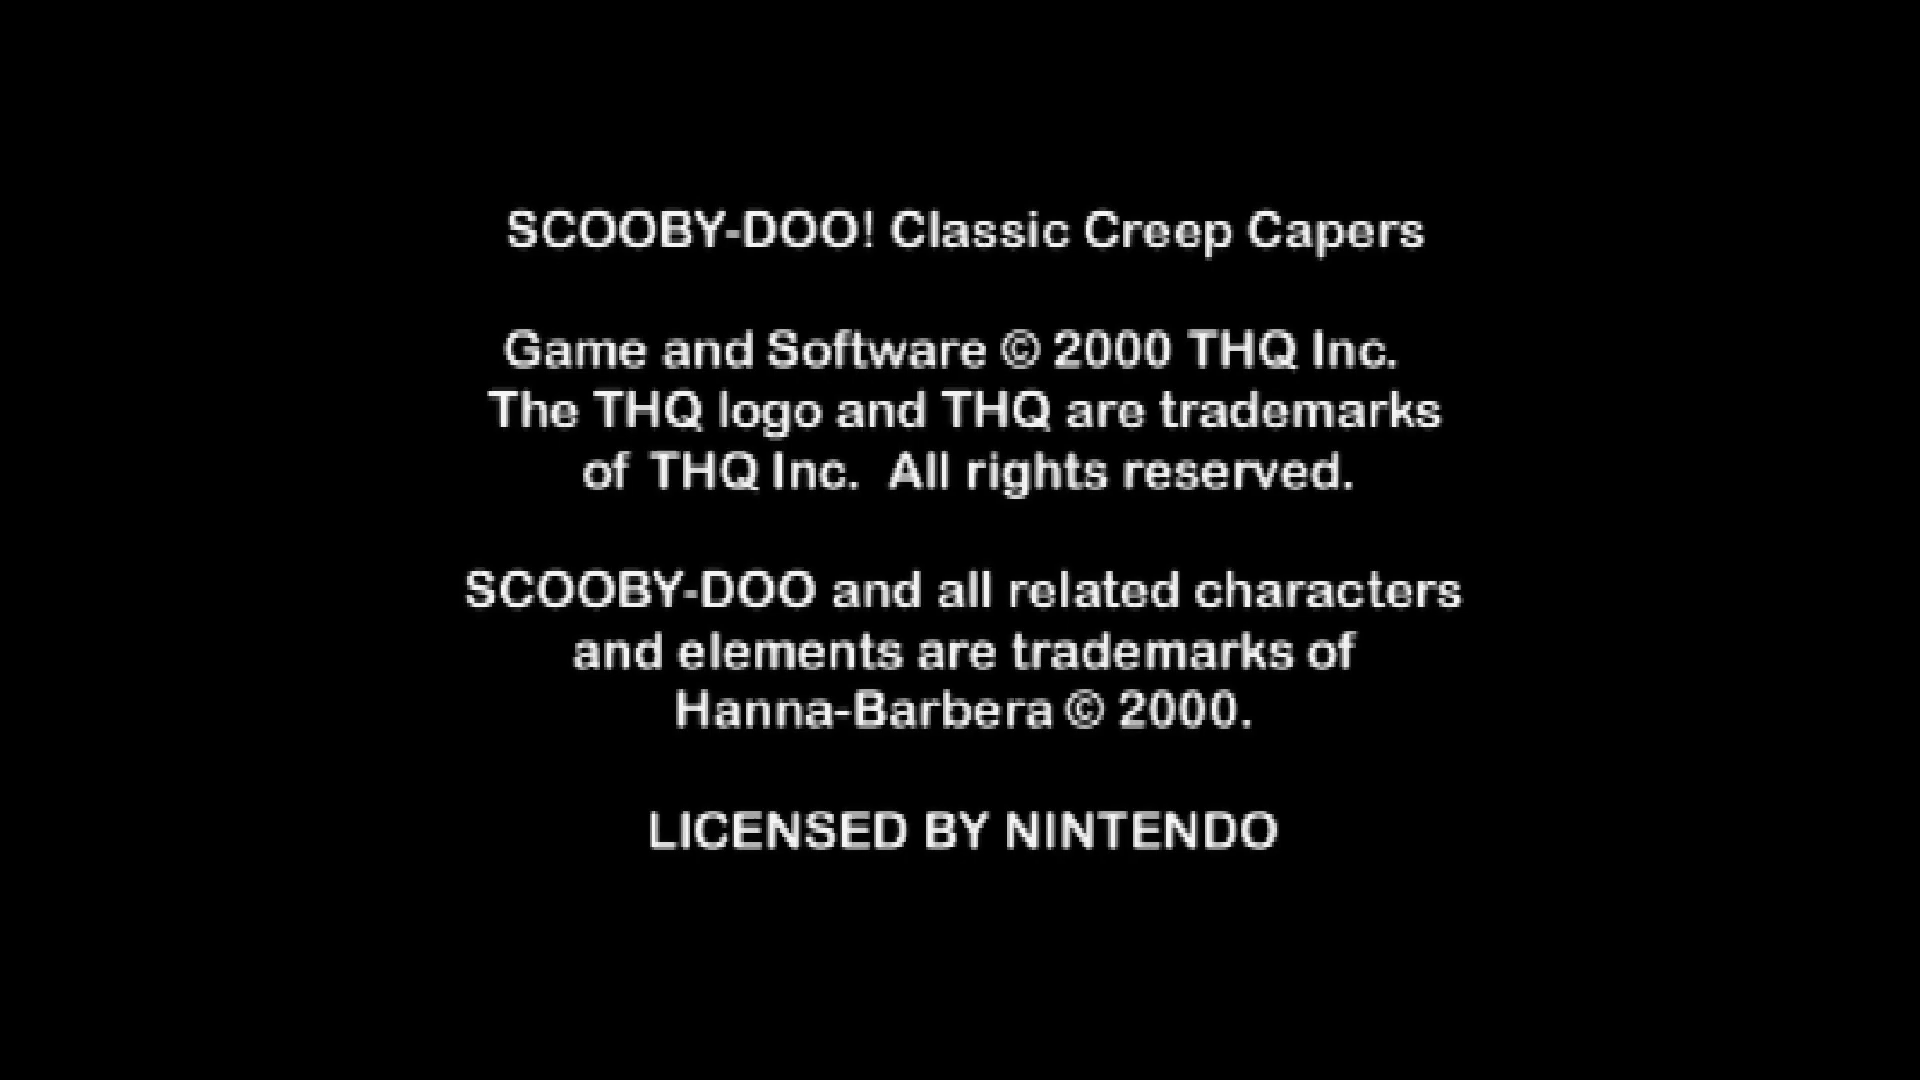 SCOOBY-DOO! Classic Creep Capers
Game and Software © 2000 THQ Inc.
The THQ logo and THQ are trademarks
of THQ Inc.  All rights reserved.
SCOOBY-DOO and all related characters
and elements are trademarks of
Hanna-Barbera © 2000.
LICENSED BY NINTENDO